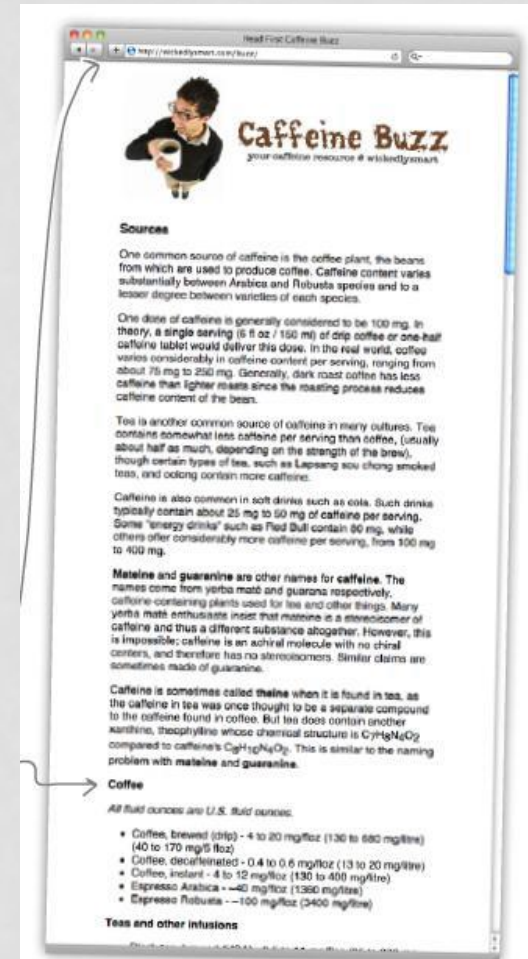 Head First Caffeine Buzz
http://wickedlysmart.com/buzz/
Caffeine Buzz
your caffeine resource @ wickedlysmart
Sources
One common source of caffeine is the coffee plant, the beans
from which are used to produce coffee. Caffeine content varies
substantially between Arabica and Robusta species and to a
lesser degree between varieties of each species.
One dose of caffeine is generally considered to be 100 mg. In
theory, a single serving (5 fl oz / 150 ml) of drip coffee or one-half
caffeine tablet would deliver this dose. In the real world, coffee
varies considerably in caffeine content per serving, ranging from
about 75 mg to 250 mg. Generally, dark roast coffee has less
caffeine than lighter roasts since the roasting process reduces
caffeine content of the bean.
Tea is another common source of caffeine in many cultures. Tea
contains somewhat less caffeine per serving than coffee, (usually
about half as much, depending on the strength of the brew),
though certain types of tea, such as Lapsang sou chong smoked
teas, and oolong contain more caffeine.
Caffeine is also common in soft drinks such as cola. Such drinks
typically contain about 25 mg to 50 mg of caffeine per serving.
Some "energy drinks" such as Red Bull contain 80 mg, while
others offer considerably more caffeine per serving, from 100 mg
to 400 mg.
Mateine and guaranine are other names for caffeine. The
names come from yerba maté and guarana respectively,
caffeine-containing plants used for tea and other things. Many
yerba maté enthusiasts insist that mateine is a stereoisomer of
caffeine and thus a different substance altogether. However, this
is impossible; caffeine is an achiral molecule with no chiral
centers, and therefore has no stereoisomers. Similar claims are
sometimes made of guaranine.
Caffeine is sometimes called theine when it is found in tea, as
the caffeine in tea was once thought to be a separate compound
to the caffeine found in coffee. But tea does contain another
xanthine, theophylline whose chemical structure is C7H8N4O2
compared to caffeine's C8H10N4O2. This is similar to the naming
problem with mateine and guaranine.
Coffee
All fluid ounces are U.S. fluid ounces.
• Coffee, brewed (drip) - 4 to 20 mg/floz (130 to 680 mg/litre)
(40 to 170 mg/5 floz)
• Coffee, decaffeinated - 0.4 to 0.6 mg/floz (13 to 20 mg/litre)
• Coffee, instant - 4 to 12 mg/floz (130 to 400 mg/litre)
• Espresso Arabica - ~40 mg/floz (1360 mg/litre)
• Espresso Robusta - ~100 mg/floz (3400 mg/litre)
Teas and other infusions